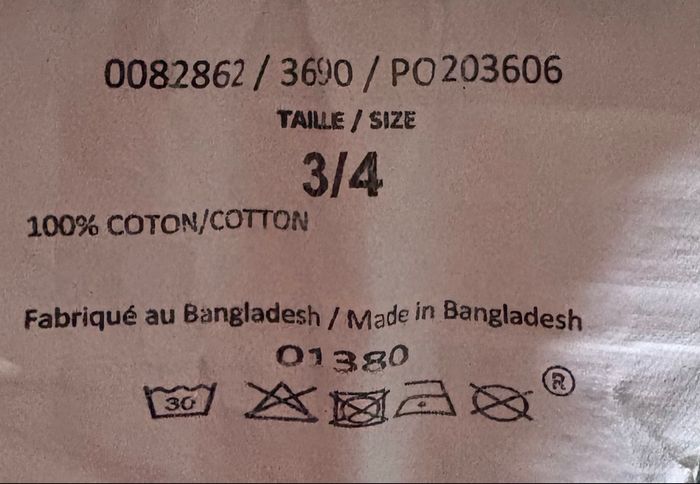 0082862 / 3690 / PO203606
TAILLE / SIZE
3/4
100% COTON/COTTON
Fabriqué au Bangladesh / Made in Bangladesh
01380
30
®